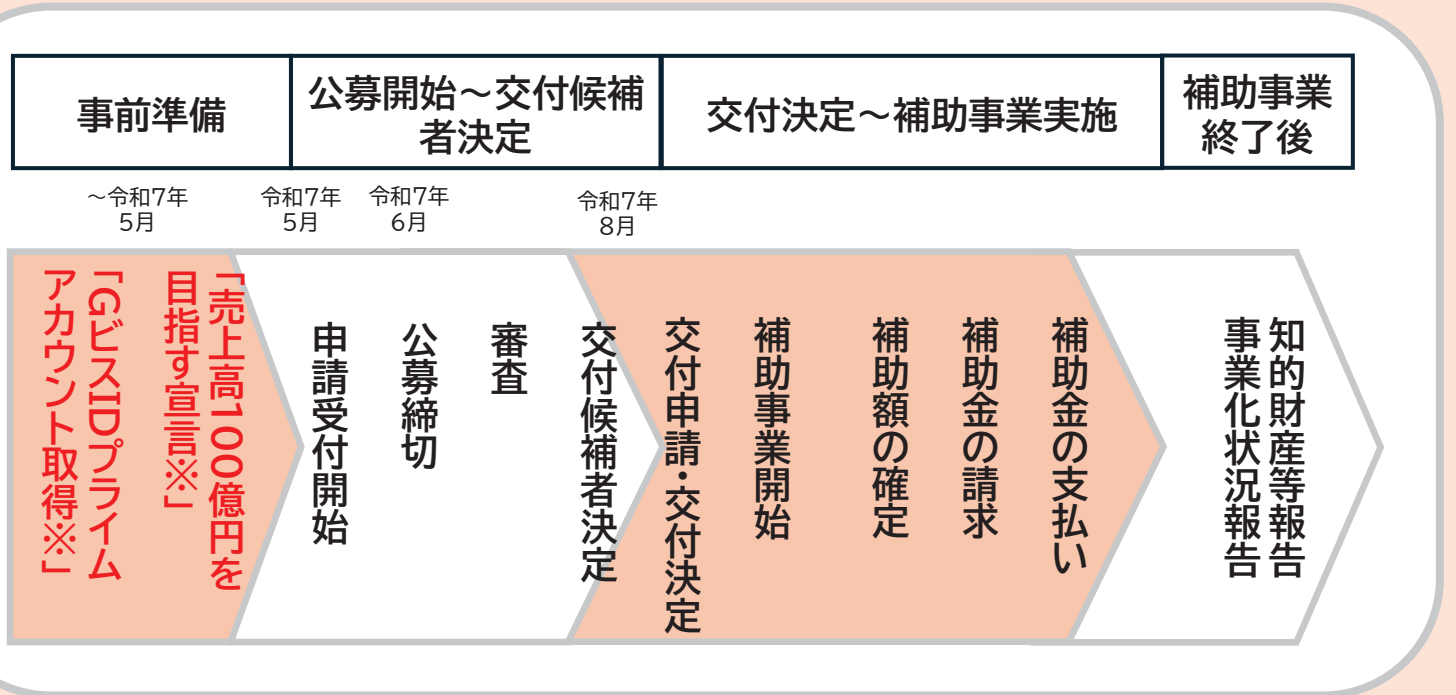 事前準備
公募開始～交付候補
者決定
交付決定～補助事業実施
補助事業
終了後
～令和7年
5月
令和7年
5月
令和7年
6月
令和7年
8月
「GビズIDプライム
アカウント取得※」
「売上高100億円を
目指す宣言※」
申請受付開始
公募締切
審査
交付候補者決定
交付申請・交付決定
補助事業開始
補助額の確定
補助金の請求
補助金の支払い
知的財産等報告
事業化状況報告